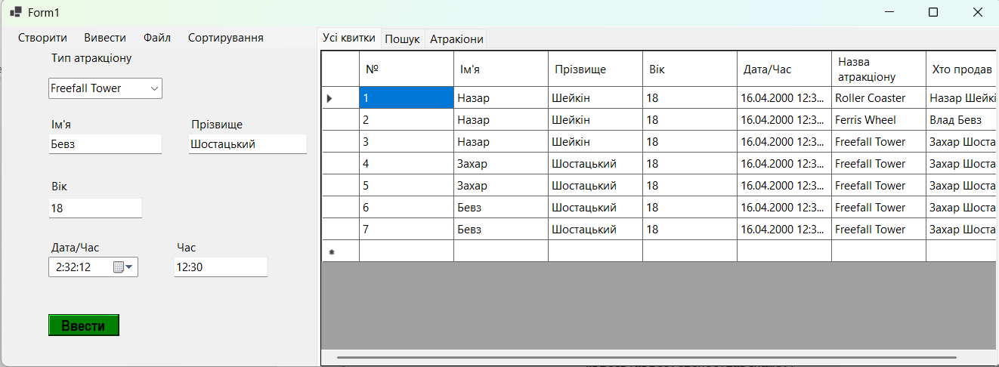 Form1
Створити Вивести Файл Сортирування
Тип атракціону
Freefall Tower
Ім'я Прізвище
Бевз Шостацький
Вік
18
Дата/Час Час
2:32:12 12:30
Ввести
Усі квитки Пошук Атракіони
№ Ім'я Прізвище Вік Дата/Час Назва атракціону Хто продав
1 Назар Шейкін 18 16.04.2000 12:3... Roller Coaster Назар Шейкі
2 Назар Шейкін 18 16.04.2000 12:3... Ferris Wheel Влад Бевз
3 Назар Шейкін 18 16.04.2000 12:3... Freefall Tower Захар Шоста
4 Захар Шостацький 18 16.04.2000 12:3... Freefall Tower Захар Шоста
5 Захар Шостацький 18 16.04.2000 12:3... Freefall Tower Захар Шоста
6 Бевз Шостацький 18 16.04.2000 12:3... Freefall Tower Захар Шоста
7 Бевз Шостацький 18 16.04.2000 12:3... Freefall Tower Захар Шоста